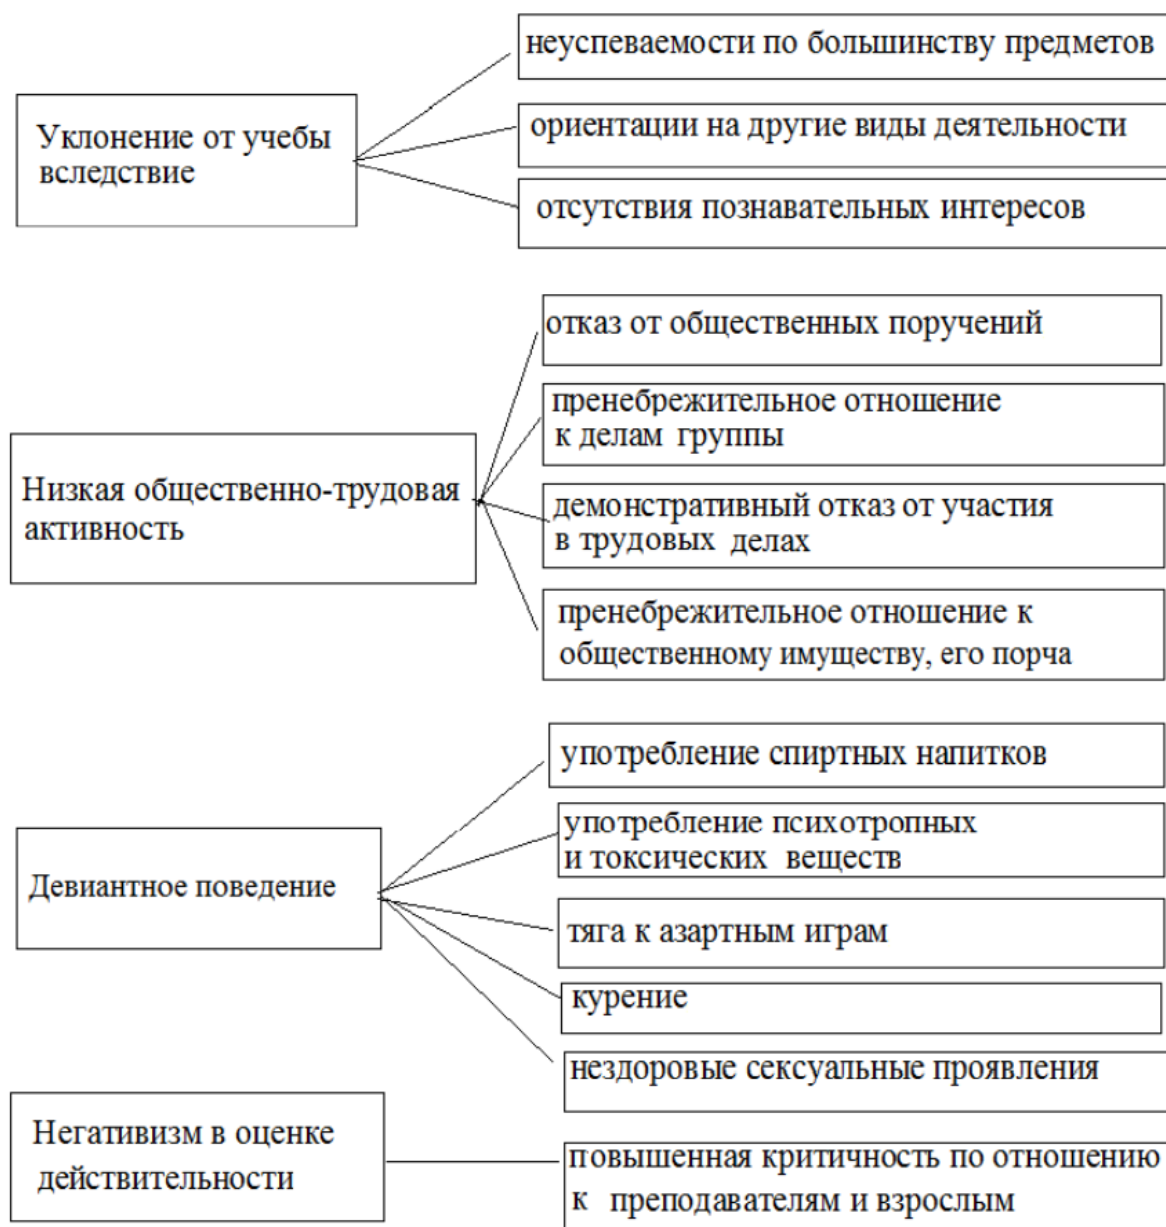 Уклонение от учебы
вследствие
неуспеваемости по большинству предметов
ориентации на другие виды деятельности
отсутствия познавательных интересов
Низкая общественно-трудовая
активность
отказ от общественных поручений
пренебрежительное отношение
к делам группы
демонстративный отказ от участия
в трудовых делах
пренебрежительное отношение к
общественному имуществу, его порча
Девиантное поведение
употребление спиртных напитков
употребление психотропных
и токсических веществ
тяга к азартным играм
курение
нездоровые сексуальные проявления
Негативизм в оценке
действительности
повышенная критичность по отношению
к преподавателям и взрослым